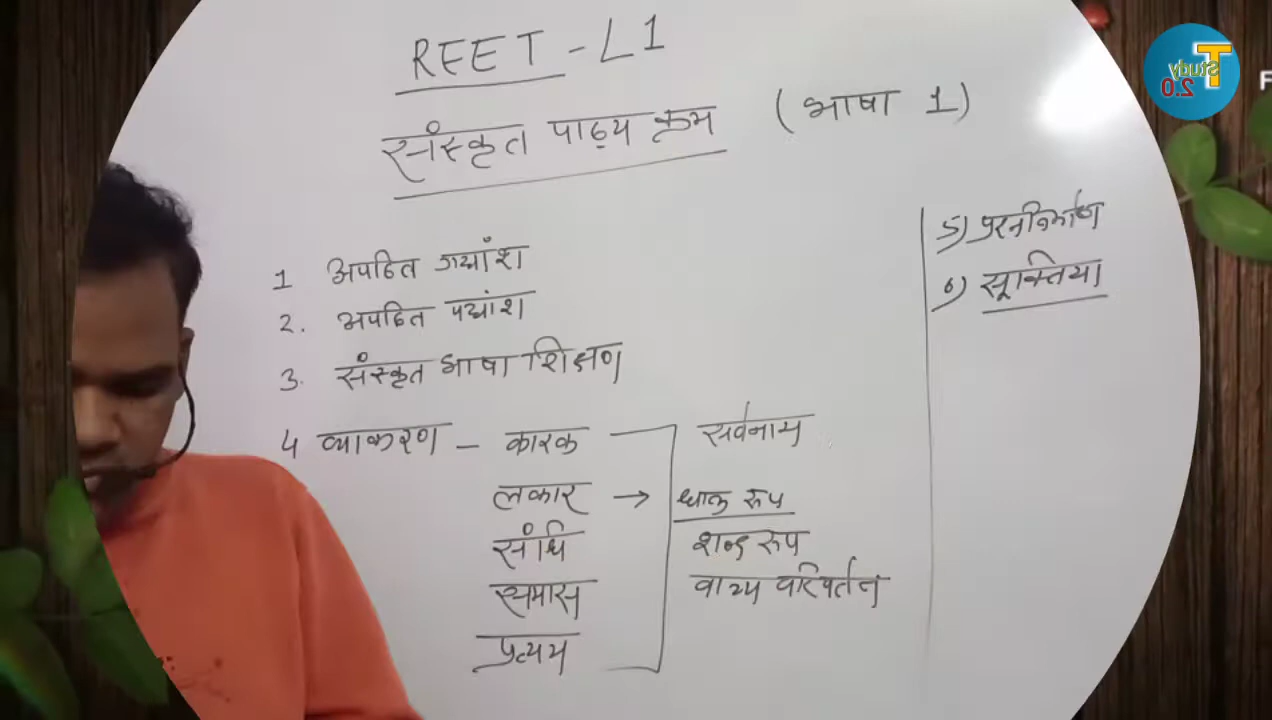 REET - L1
संस्कृत पाठ्यक्रम (भाषा 1)
1 अपठित गद्यांश
2. अपठित पद्यांश
3. संस्कृत भाषा शिक्षण
4 व्याकरण - कारक
लकार →
संधि
समास
प्रत्यय
सर्वनाम
धातु रूप
शब्द रूप
वाच्य परिवर्तन
5) प्रश्ननिर्माण
6) सूक्तिया
T
Study
2.0
F